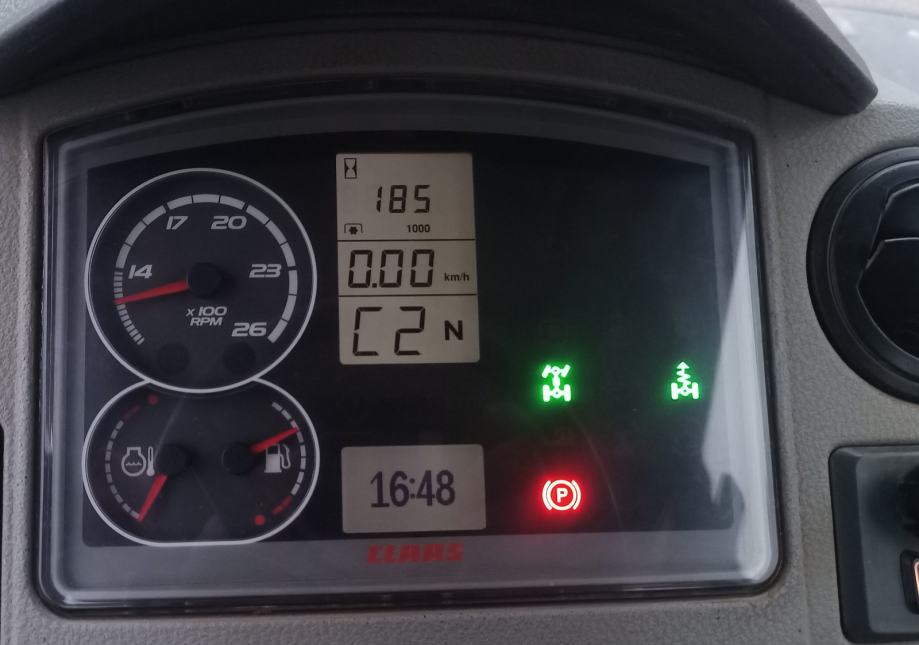 185
1000
17 20
14 23
0.00 km/h
x100
RPM
26
C2 N
P
16:48
CLAAS